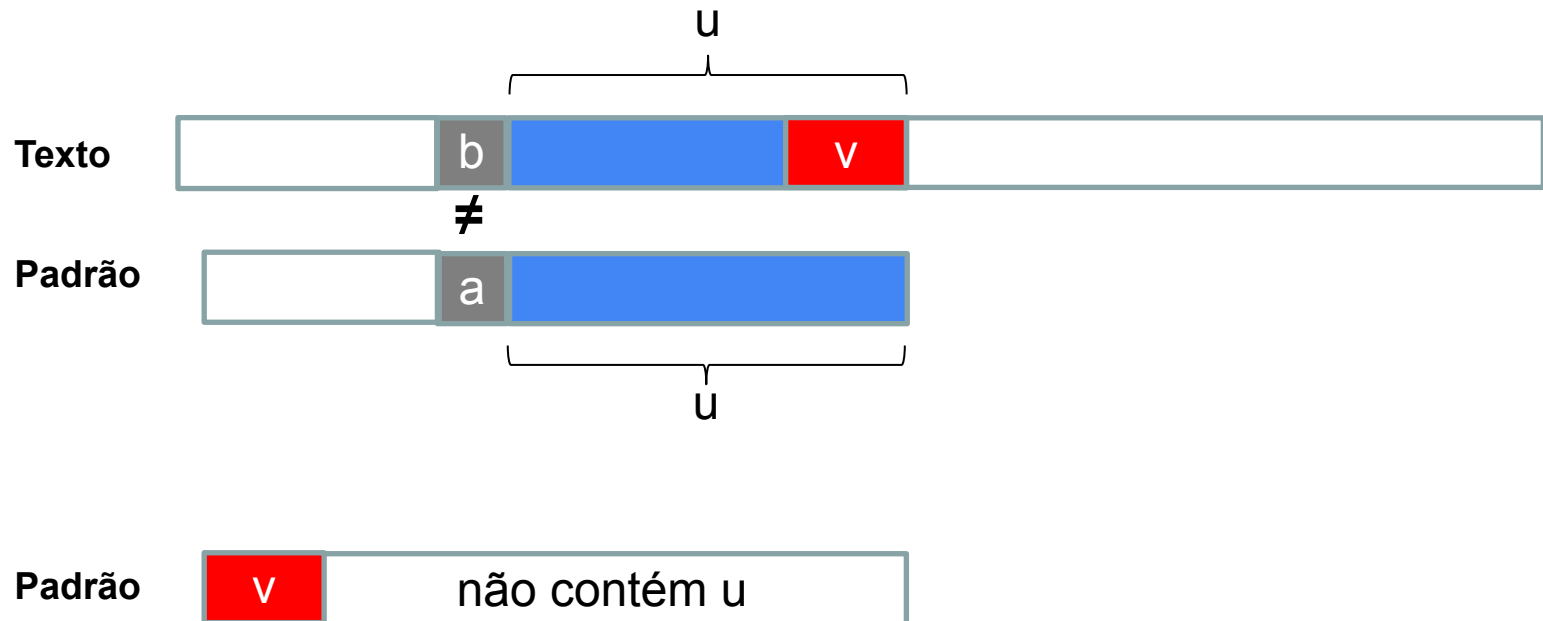 u
Texto b v
≠
Padrão a
u
Padrão v não contém u